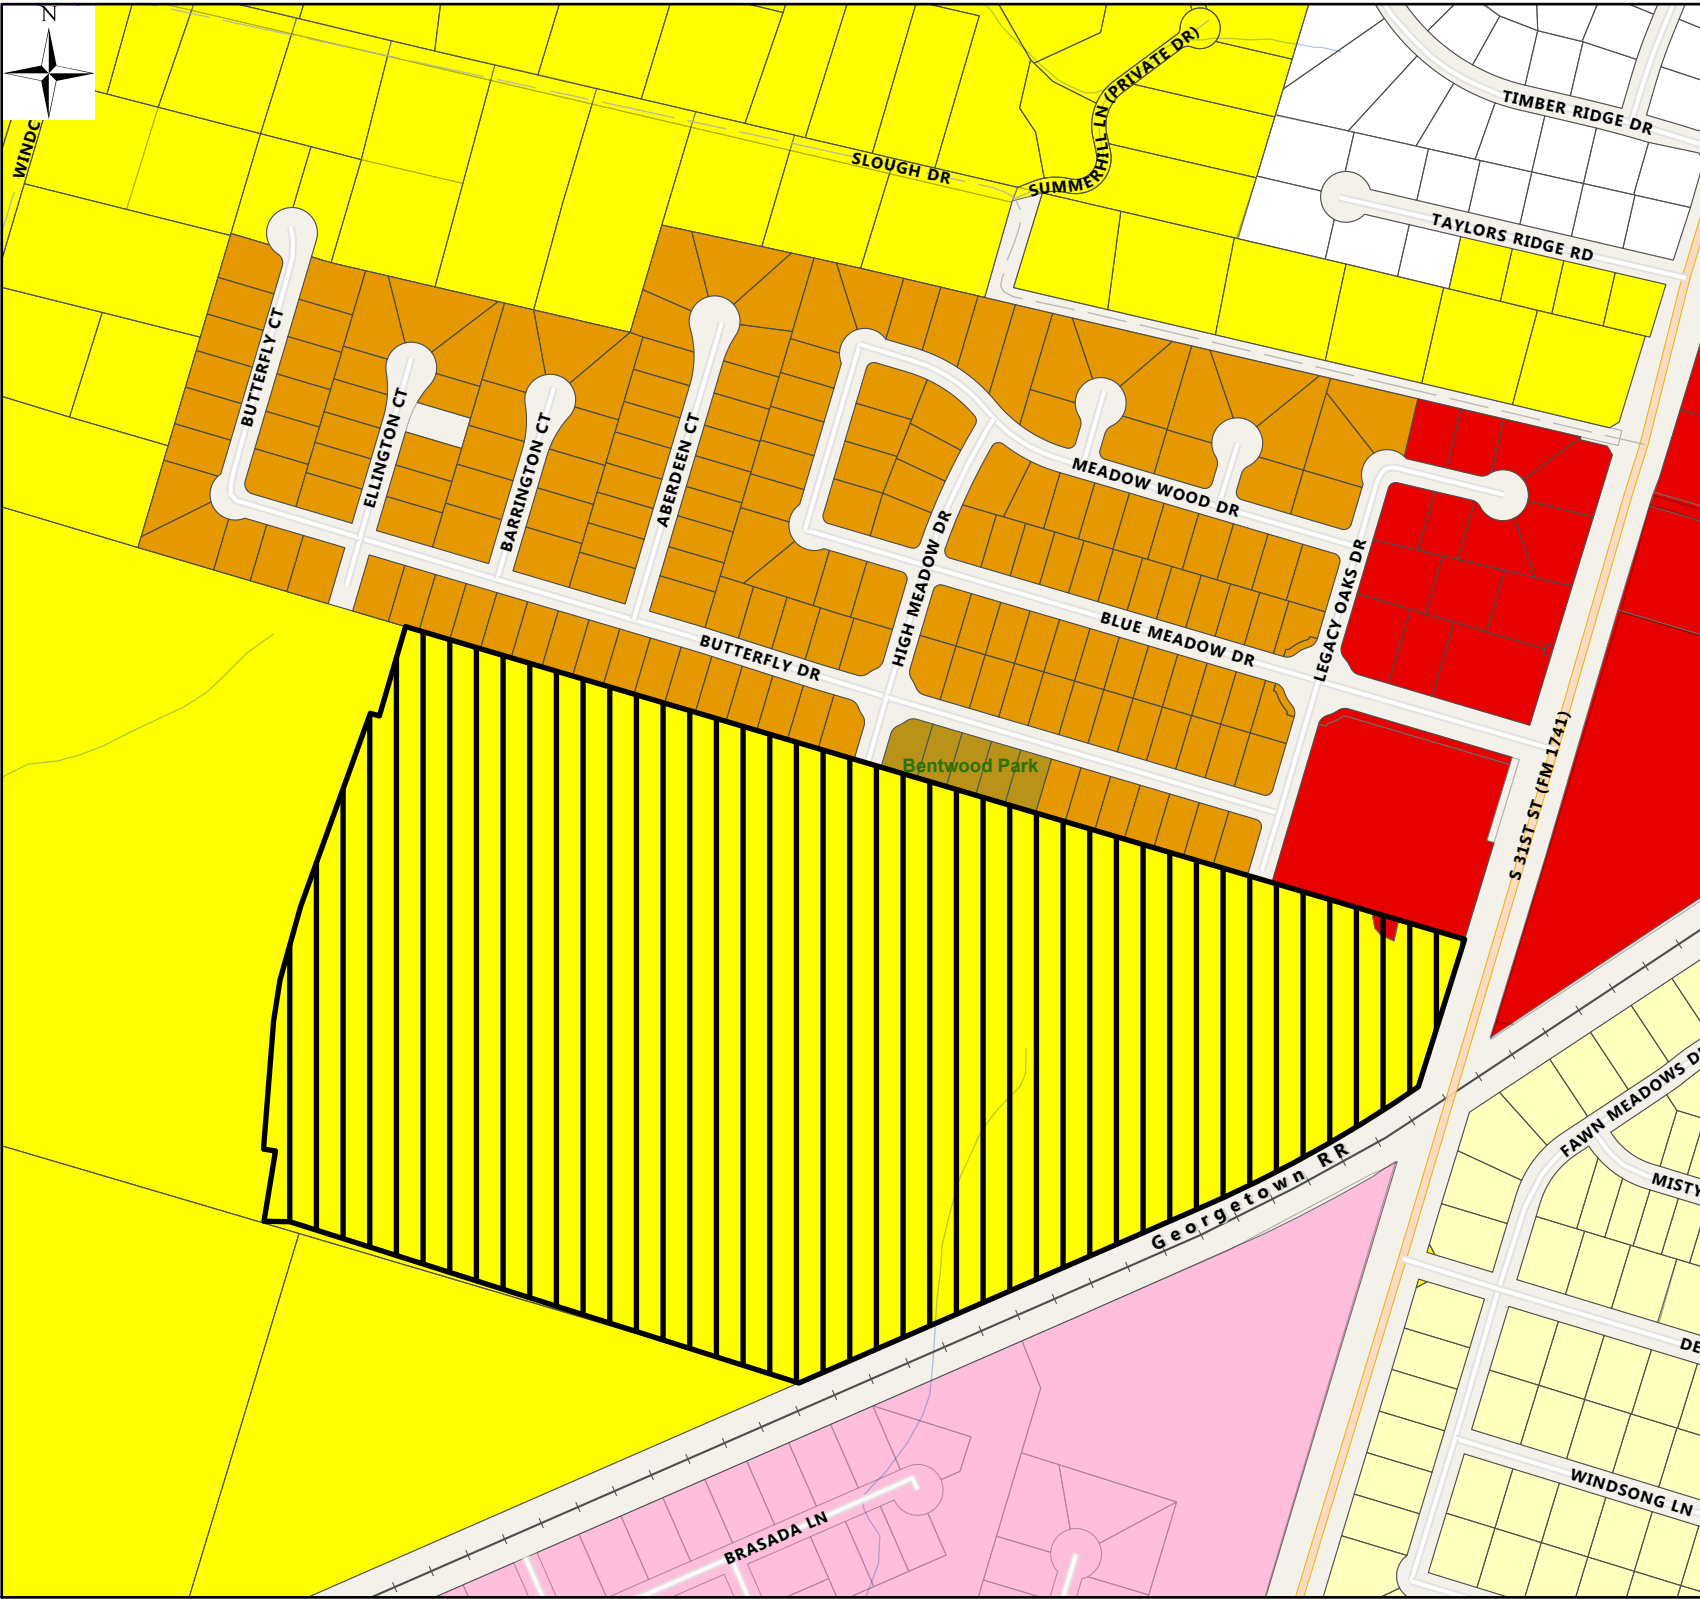 N
WINDC
SUMMERHILL LN (PRIVATE DR)
TIMBER RIDGE DR
SLOUGH DR
TAYLORS RIDGE RD
BUTTERFLY CT
ELLINGTON CT
BARRINGTON CT
ABERDEEN CT
MEADOW WOOD DR
HIGH MEADOW DR
LEGACY OAKS DR
BLUE MEADOW DR
BUTTERFLY DR
Bentwood Park
S 31ST ST (FM 1741)
FAWN MEADOWS D
MISTY
Georgetown RR
DE
WINDSONG LN
BRASADA LN